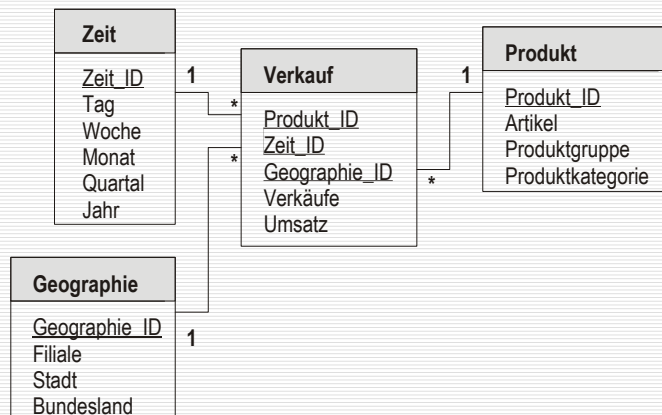 Zeit
Zeit_ID
Tag
Woche
Monat
Quartal
Jahr
1
*
Verkauf
Produkt_ID
Zeit_ID
Geographie_ID
Verkäufe
Umsatz
*
*
1
Produkt
Produkt_ID
Artikel
Produktgruppe
Produktkategorie
Geographie
Geographie_ID
Filiale
Stadt
Bundesland
1